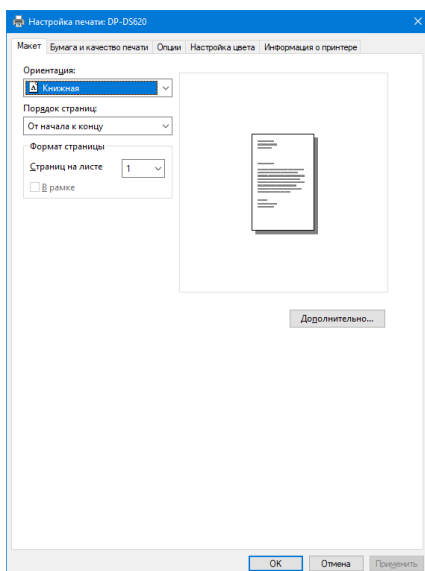 Настройка печати: DP-DS620
Макет Бумага и качество печати Опции Настройка цвета Информация о принтере
Ориентация:
Книжная
Порядок страниц:
От начала к концу
Формат страницы
Страниц на листе 1
В рамке
Дополнительно...
OK Отмена Применить